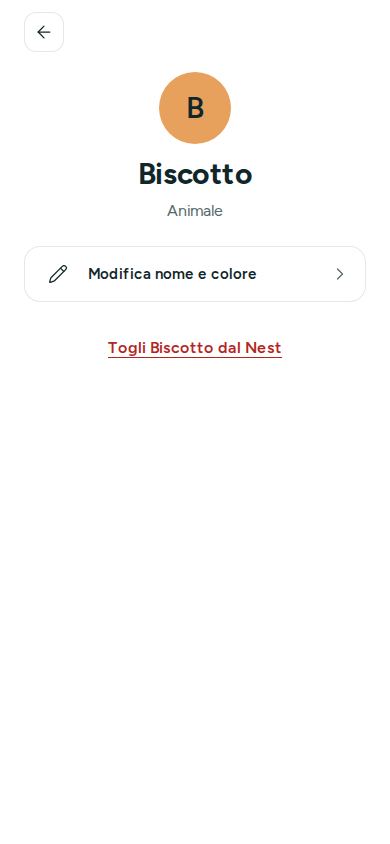 B
Biscotto
Animale
Modifica nome e colore
Togli Biscotto dal Nest